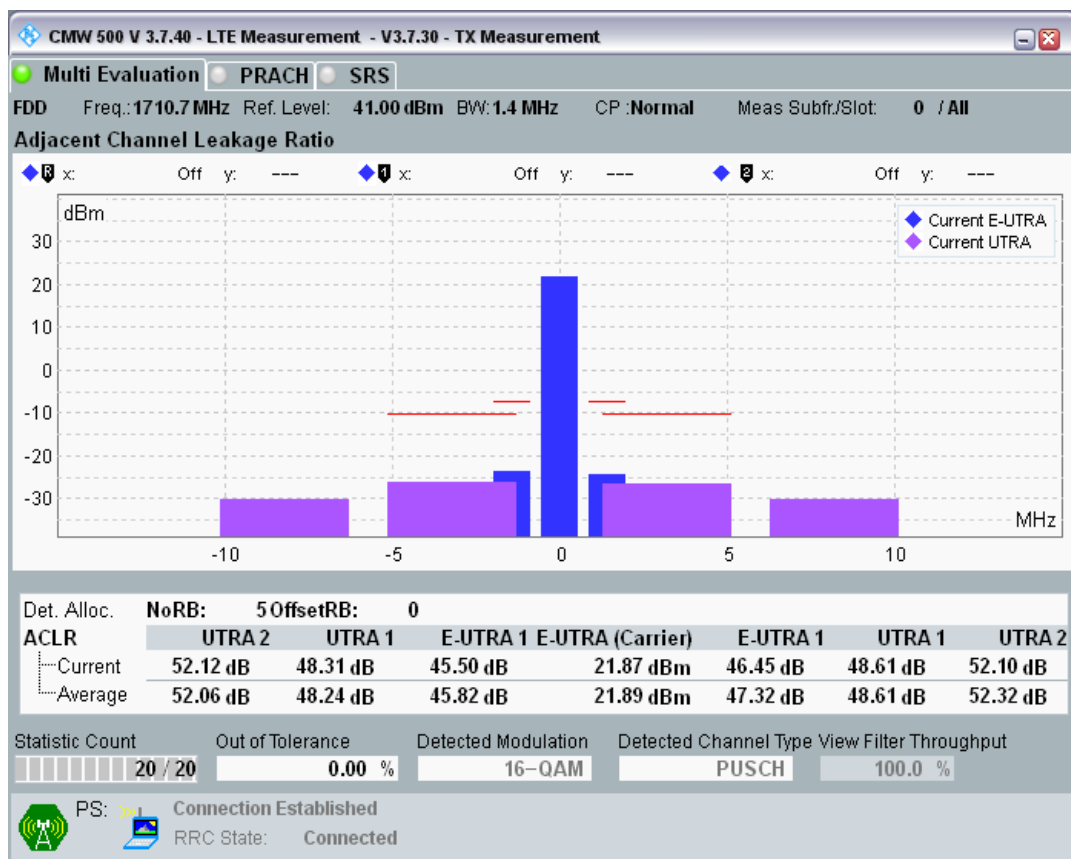 CMW 500 V 3.7.40 - LTE Measurement - V3.7.30 - TX Measurement
Multi Evaluation PRACH SRS
FDD Freq.: 1710.7 MHz Ref. Level: 41.00 dBm BW: 1.4 MHz CP :Normal Meas Subfr./Slot: 0 / All
Adjacent Channel Leakage Ratio
R x: Off y: --- 1 x: Off y: --- 2 x: Off y: ---
dBm
Current E-UTRA
Current UTRA
30
20
10
0
-10
-20
-30
MHz
-10 -5 0 5 10
Det. Alloc. NoRB: 5 OffsetRB: 0
ACLR UTRA 2 UTRA 1 E-UTRA 1 E-UTRA (Carrier) E-UTRA 1 UTRA 1 UTRA 2
Current 52.12 dB 48.31 dB 45.50 dB 21.87 dBm 46.45 dB 48.61 dB 52.10 dB
Average 52.06 dB 48.24 dB 45.82 dB 21.89 dBm 47.32 dB 48.61 dB 52.32 dB
Statistic Count Out of Tolerance Detected Modulation Detected Channel Type View Filter Throughput
20 / 20 0.00 % 16-QAM PUSCH 100.0 %
PS: Connection Established
RRC State: Connected